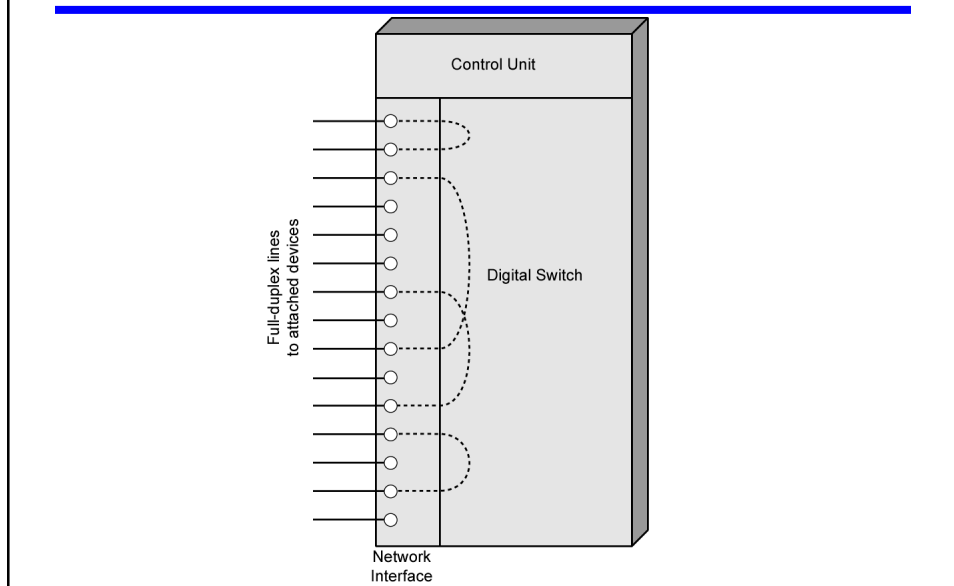 Control Unit
Full-duplex lines
to attached devices
Digital Switch
Network
Interface